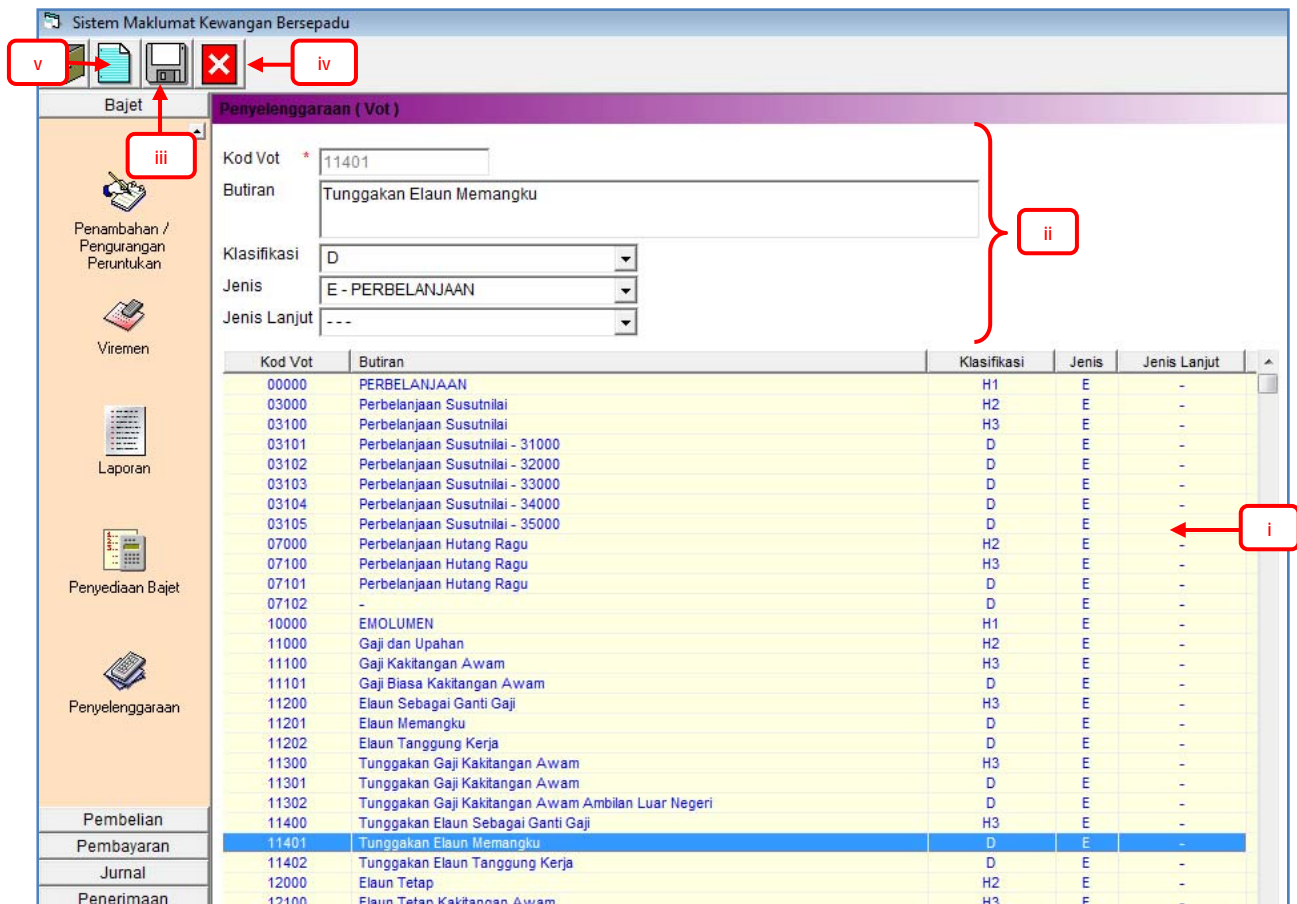 Sistem Maklumat Kewangan Bersepadu
v
iv
Bajet
Penyelenggaraan ( Vot )
iii
Kod Vot * 11401
Butiran Tunggakan Elaun Memangku
ii
Klasifikasi D
Jenis E - PERBELANJAAN
Jenis Lanjut - - -
Penambahan /
Pengurangan
Peruntukan
Viremen
Laporan
Penyediaan Bajet
Penyelenggaraan
Pembelian
Pembayaran
Jurnal
Penerimaan
Kod Vot Butiran Klasifikasi Jenis Jenis Lanjut
00000 PERBELANJAAN H1 E -
03000 Perbelanjaan Susutnilai H2 E -
03100 Perbelanjaan Susutnilai H3 E -
03101 Perbelanjaan Susutnilai - 31000 D E -
03102 Perbelanjaan Susutnilai - 32000 D E -
03103 Perbelanjaan Susutnilai - 33000 D E -
03104 Perbelanjaan Susutnilai - 34000 D E -
03105 Perbelanjaan Susutnilai - 35000 D E -
i
07000 Perbelanjaan Hutang Ragu H2 E -
07100 Perbelanjaan Hutang Ragu H3 E -
07101 Perbelanjaan Hutang Ragu D E -
07102 - D E -
10000 EMOLUMEN H1 E -
11000 Gaji dan Upahan H2 E -
11100 Gaji Kakitangan Awam H3 E -
11101 Gaji Biasa Kakitangan Awam D E -
11200 Elaun Sebagai Ganti Gaji H3 E -
11201 Elaun Memangku D E -
11202 Elaun Tanggung Kerja D E -
11300 Tunggakan Gaji Kakitangan Awam H3 E -
11301 Tunggakan Gaji Kakitangan Awam D E -
11302 Tunggakan Gaji Kakitangan Awam Ambilan Luar Negeri D E -
11400 Tunggakan Elaun Sebagai Ganti Gaji H3 E -
11401 Tunggakan Elaun Memangku D E -
11402 Tunggakan Elaun Tanggung Kerja D E -
12000 Elaun Tetap H2 E -
12100 Elaun Tetap Kakitangan Awam H3 E -